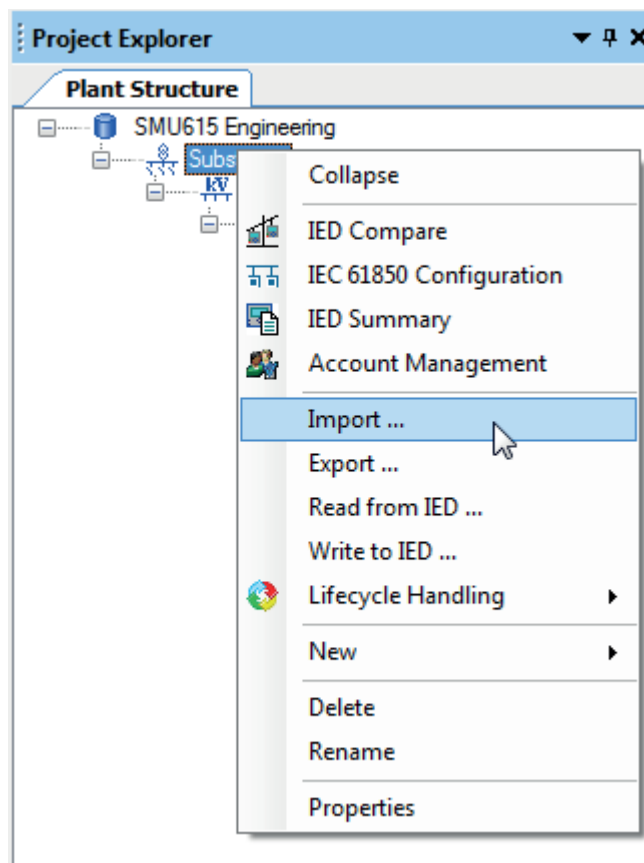 Project Explorer
Plant Structure
SMU615 Engineering
Subs
kV
Collapse
IED Compare
IEC 61850 Configuration
IED Summary
Account Management
Import ...
Export ...
Read from IED ...
Write to IED ...
Lifecycle Handling
New
Delete
Rename
Properties